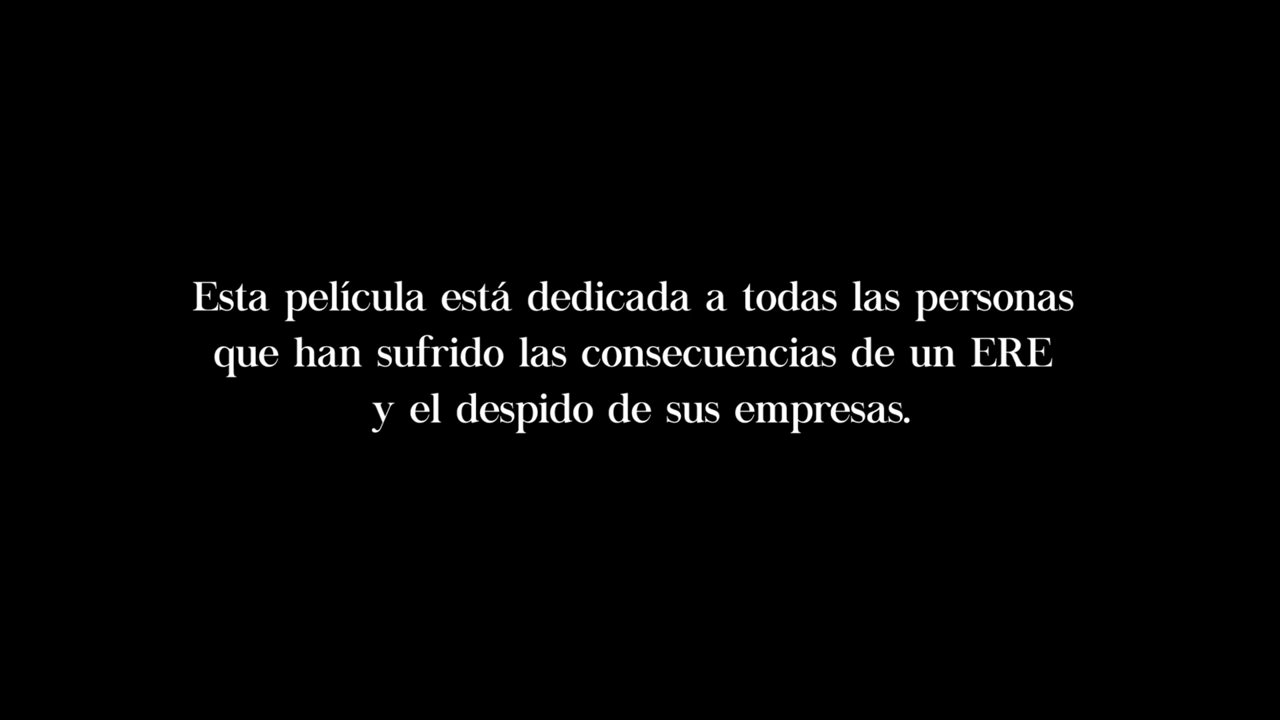 Esta película está dedicada a todas las personas
que han sufrido las consecuencias de un ERE
y el despido de sus empresas.